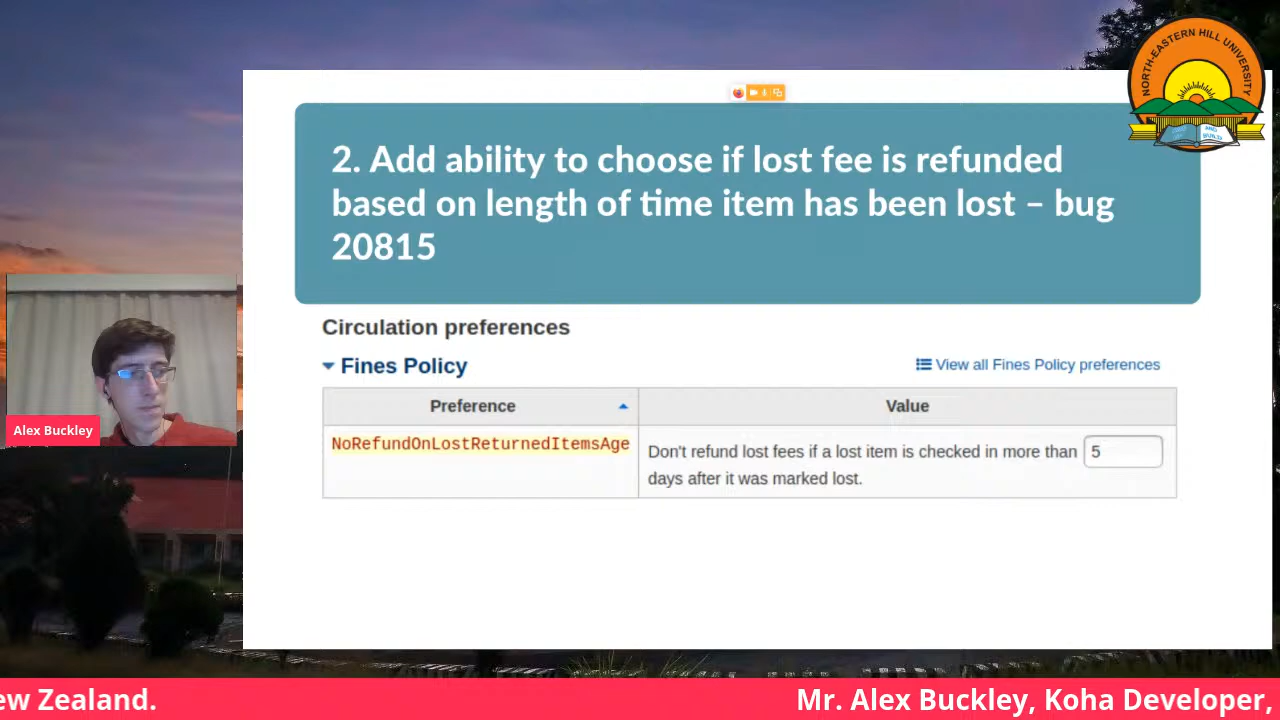 NORTH-EASTERN HILL UNIVERSITY
AND
BUILD
2. Add ability to choose if lost fee is refunded
based on length of time item has been lost – bug
20815
Circulation preferences
Fines Policy
View all Fines Policy preferences
Preference
Value
NoRefundOnLostReturnedItemsAge
Don't refund lost fees if a lost item is checked in more than 5
days after it was marked lost.
Alex Buckley
ew Zealand.
Mr. Alex Buckley, Koha Developer,